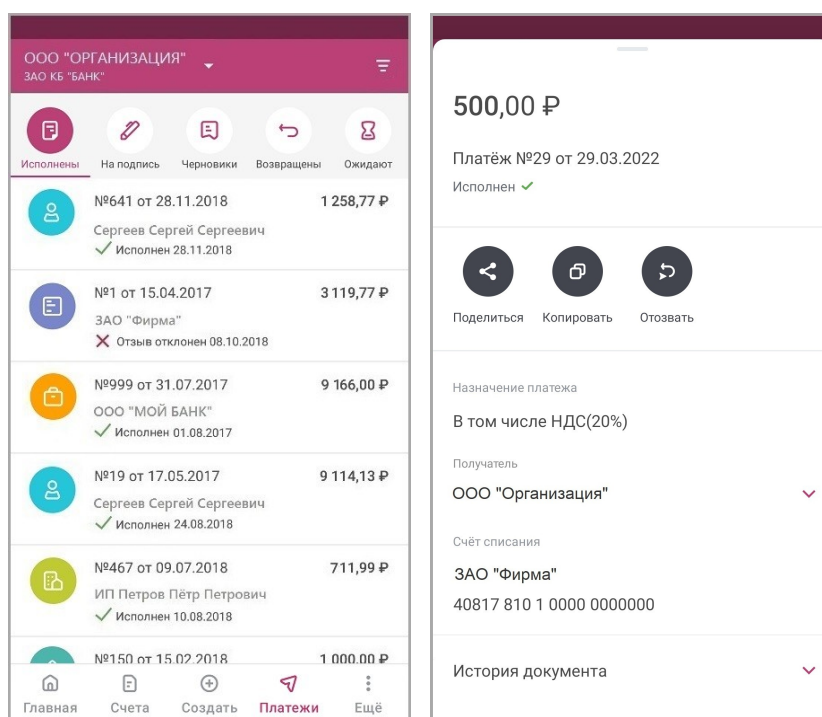 ООО "ОРГАНИЗАЦИЯ"
ЗАО КБ "БАНК"
Исполнены На подпись Черновики Возвращены Ожидают
№641 от 28.11.2018 1 258,77 ₽
Сергеев Сергей Сергеевич
Исполнен 28.11.2018
№1 от 15.04.2017 3 119,77 ₽
ЗАО "Фирма"
Отзыв отклонен 08.10.2018
№999 от 31.07.2017 9 166,00 ₽
ООО "МОЙ БАНК"
Исполнен 01.08.2017
№19 от 17.05.2017 9 114,13 ₽
Сергеев Сергей Сергеевич
Исполнен 24.08.2018
№467 от 09.07.2018 711,99 ₽
ИП Петров Пётр Петрович
Исполнен 10.08.2018
№150 от 15.02.2018 1 000,00 ₽
Главная Счета Создать Платежи Ещё
500,00 ₽
Платёж №29 от 29.03.2022
Исполнен
Поделиться Копировать Отозвать
Назначение платежа
В том числе НДС(20%)
Получатель
ООО "Организация"
Счёт списания
ЗАО "Фирма"
40817 810 1 0000 0000000
История документа